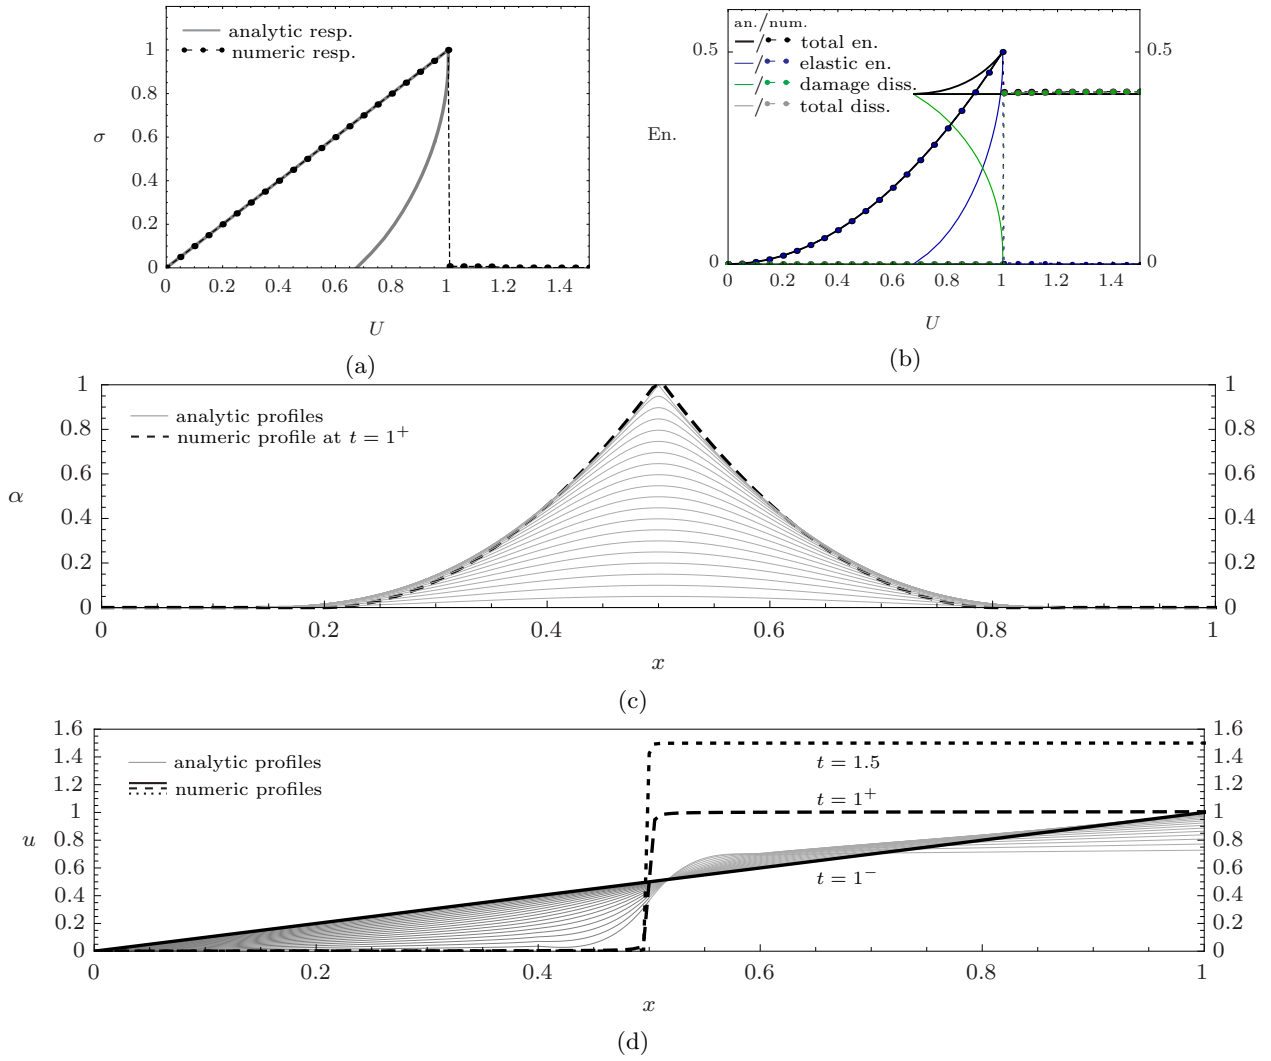 analytic resp.
numeric resp.
1
0.8
0.6
0.4
0.2
0
σ
0.2 0.4 0.6 0.8 1 1.2 1.4
U
(a)
an./num.
total en.
elastic en.
damage diss.
total diss.
0.5
0
En.
0.5
0
0 0.2 0.4 0.6 0.8 1 1.2 1.4
U
(b)
analytic profiles
numeric profile at t = 1⁺
1
0.8
0.6
0.4
0.2
0
α
1
0.8
0.6
0.4
0.2
0
0 0.2 0.4 0.6 0.8 1
x
(c)
analytic profiles
numeric profiles
1.6
1.4
1.2
1
0.8
0.6
0.4
0.2
0
u
t = 1.5
t = 1⁺
t = 1⁻
1.6
1.4
1.2
1
0.8
0.6
0.4
0.2
0
0 0.2 0.4 0.6 0.8 1
x
(d)